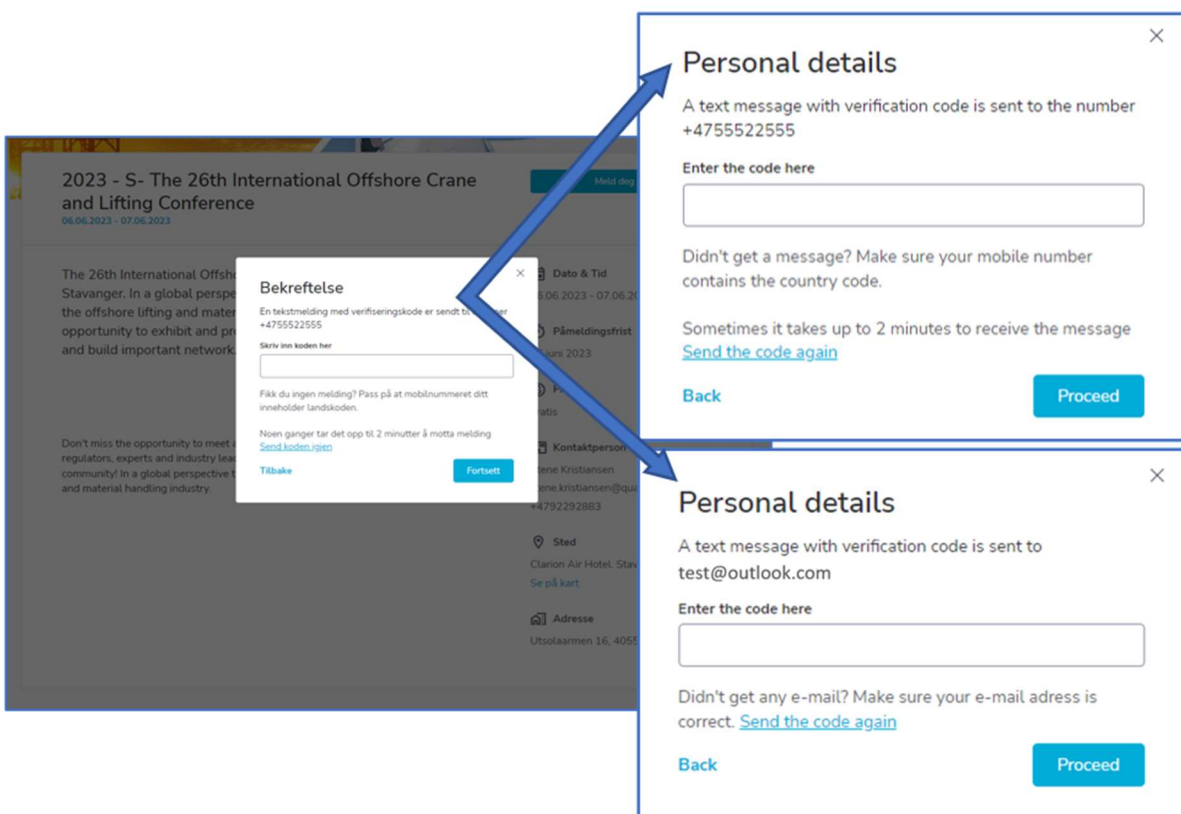 2023 - S- The 26th International Offshore Crane
and Lifting Conference
06.06.2023 - 07.06.2023
Meld deg
The 26th International
Stavanger. In a global
the offshore lifting and
opportunity to exhibit and
and build important network.
Don't miss the opportunity to meet
regulators, experts and industry
community! In a global perspective
and material handling industry.
Bekreftelse
En tekstmelding med verifiseringskode er sendt til
+4755522555
Skriv inn koden her
Fikk du ingen melding? Pass på at mobilnummeret ditt
inneholder landskoden.
Noen ganger tar det opp til 2 minutter å motta melding
Send koden igjen
Tilbake
Fortsett
Dato & Tid
06.2023 - 07.06.20
Påmeldingsfrist
juni 2023
Kontaktperson
Kristiansen
+4792292883
Sted
Clarion Air Hotel.
Se på kart
Adresse
Utsolaarmen 16, 4055
Personal details
A text message with verification code is sent to the number
+4755522555
Enter the code here
Didn't get a message? Make sure your mobile number
contains the country code.
Sometimes it takes up to 2 minutes to receive the message
Send the code again
Back
Proceed
Personal details
A text message with verification code is sent to
test@outlook.com
Enter the code here
Didn't get any e-mail? Make sure your e-mail adress is
correct. Send the code again
Back
Proceed